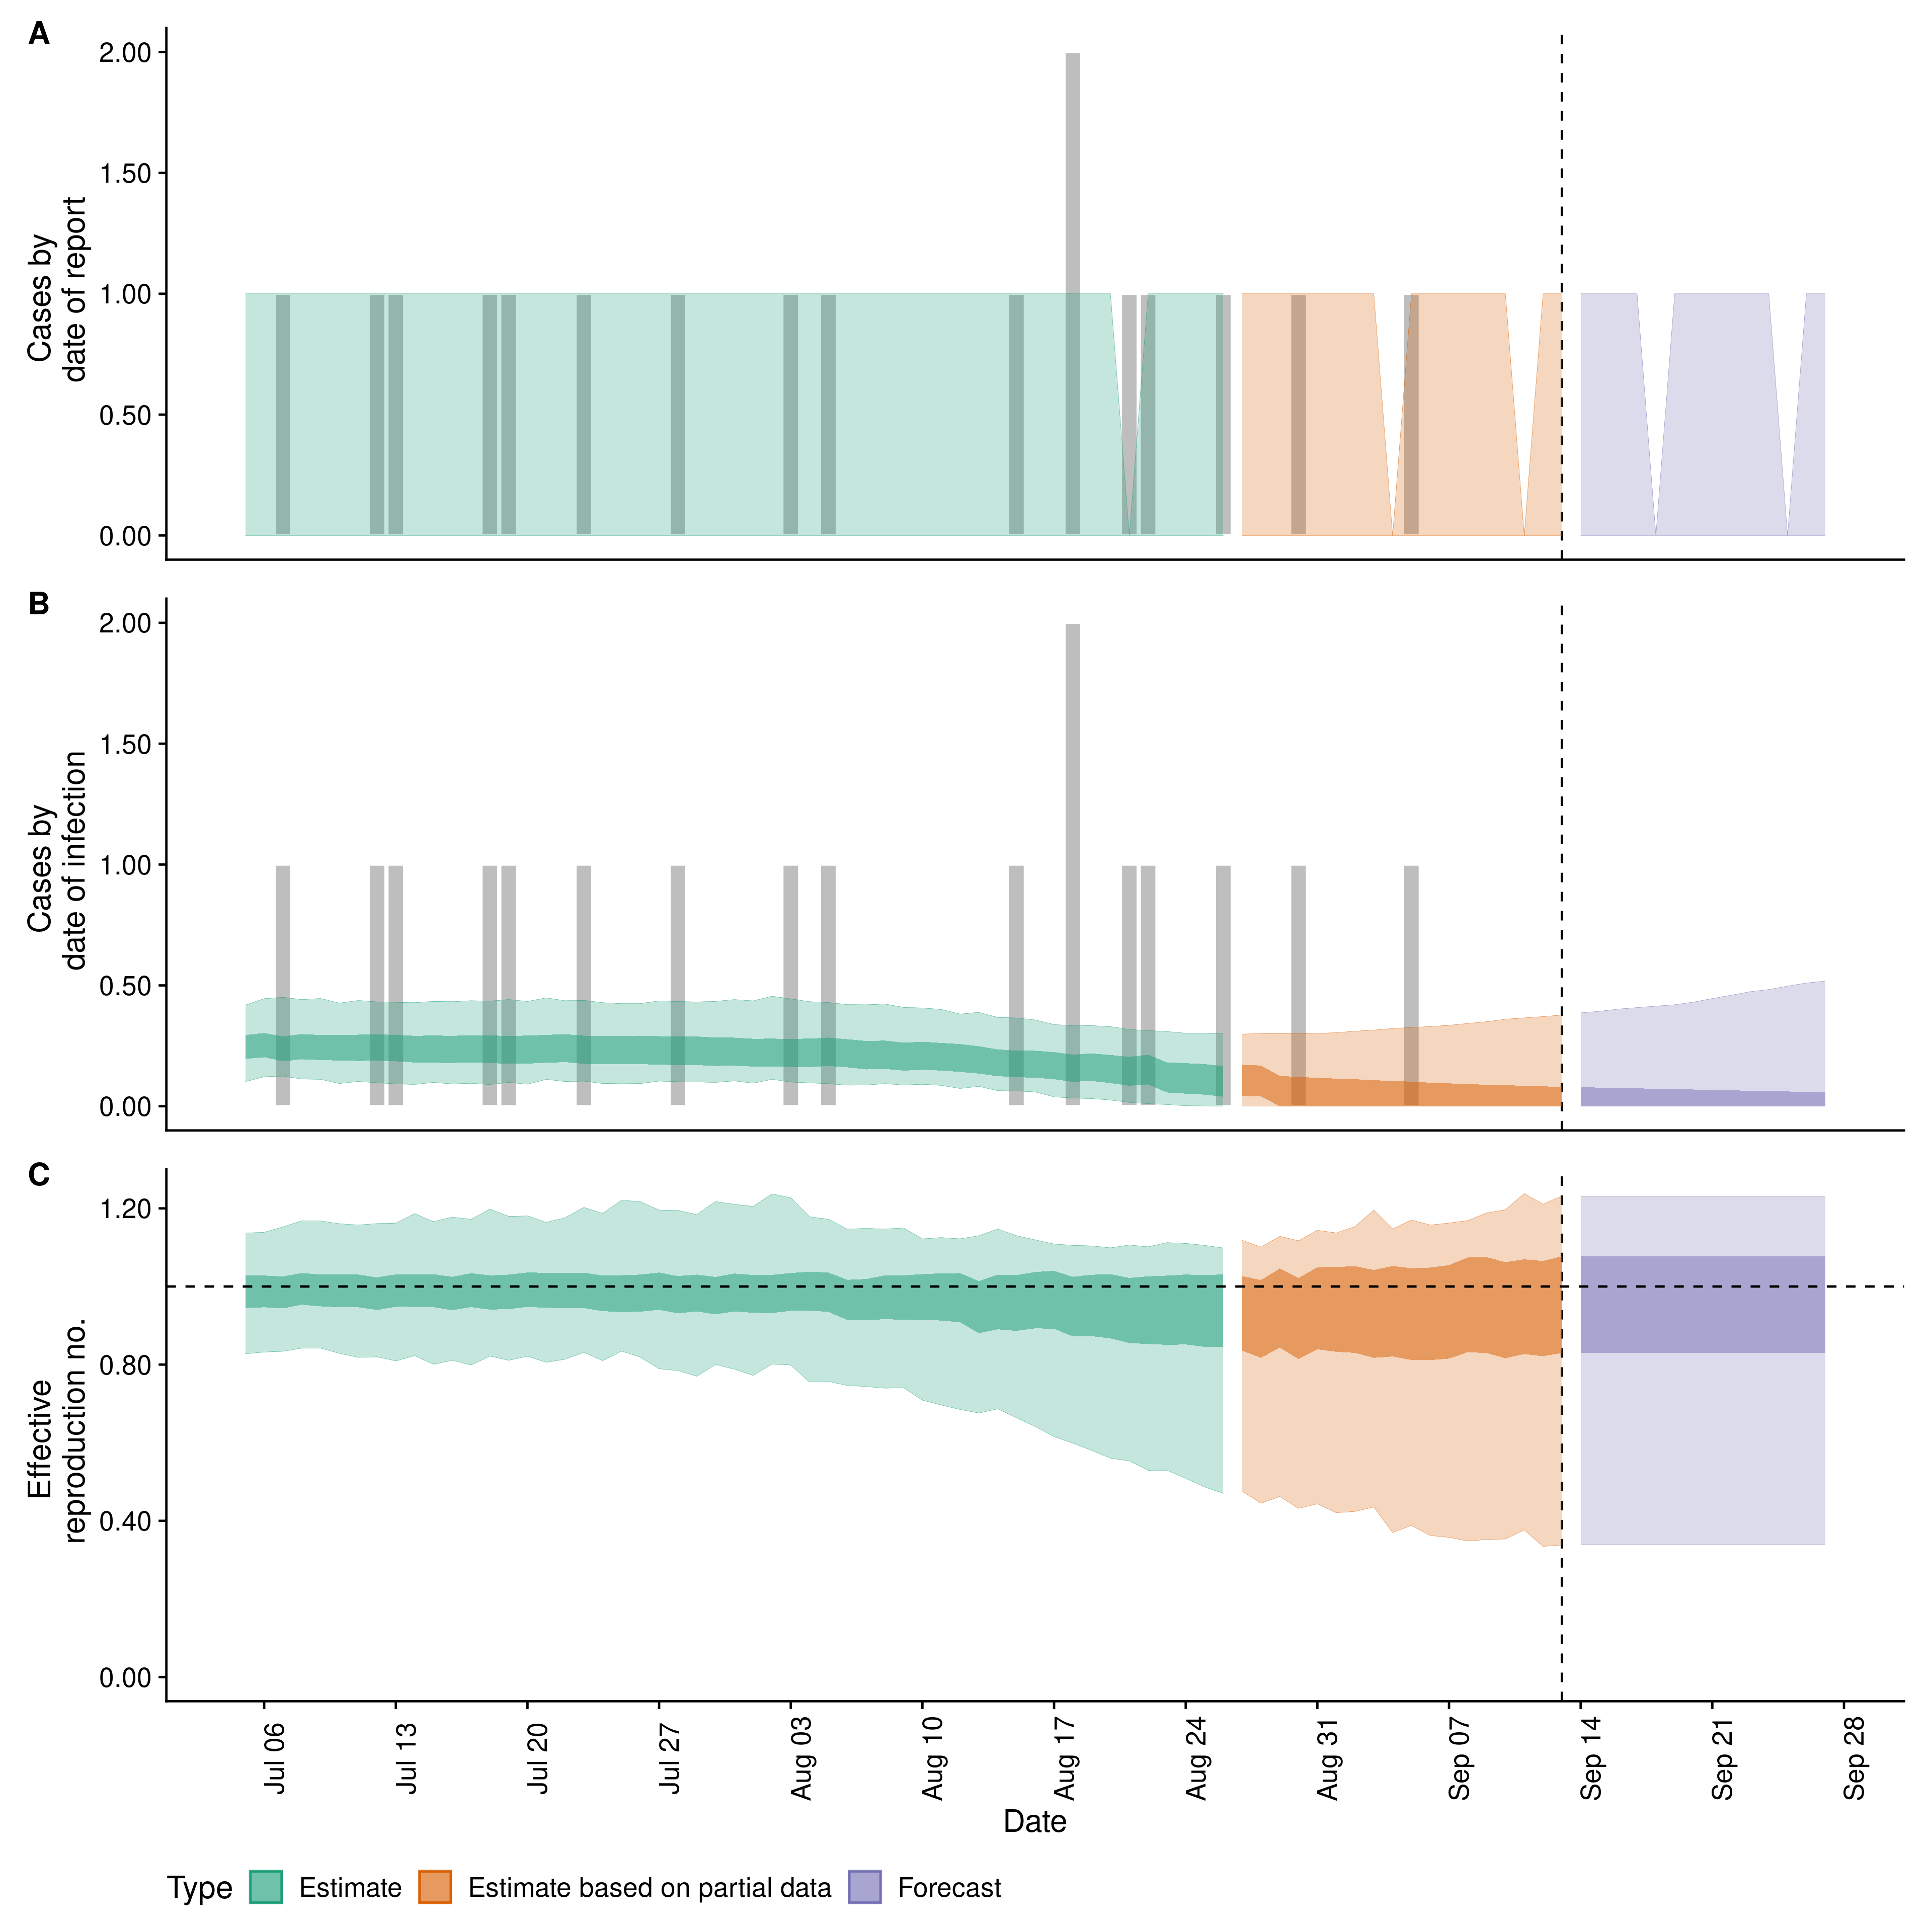 A
2.00
1.50
1.00
0.50
0.00
Cases by
date of report
B
2.00
1.50
1.00
0.50
0.00
Cases by
date of infection
C
1.20
0.80
0.40
0.00
Effective
reproduction no.
Jul 06
Jul 13
Jul 20
Jul 27
Aug 03
Aug 10
Aug 17
Aug 24
Aug 31
Sep 07
Sep 14
Sep 21
Sep 28
Date
Type Estimate Estimate based on partial data Forecast